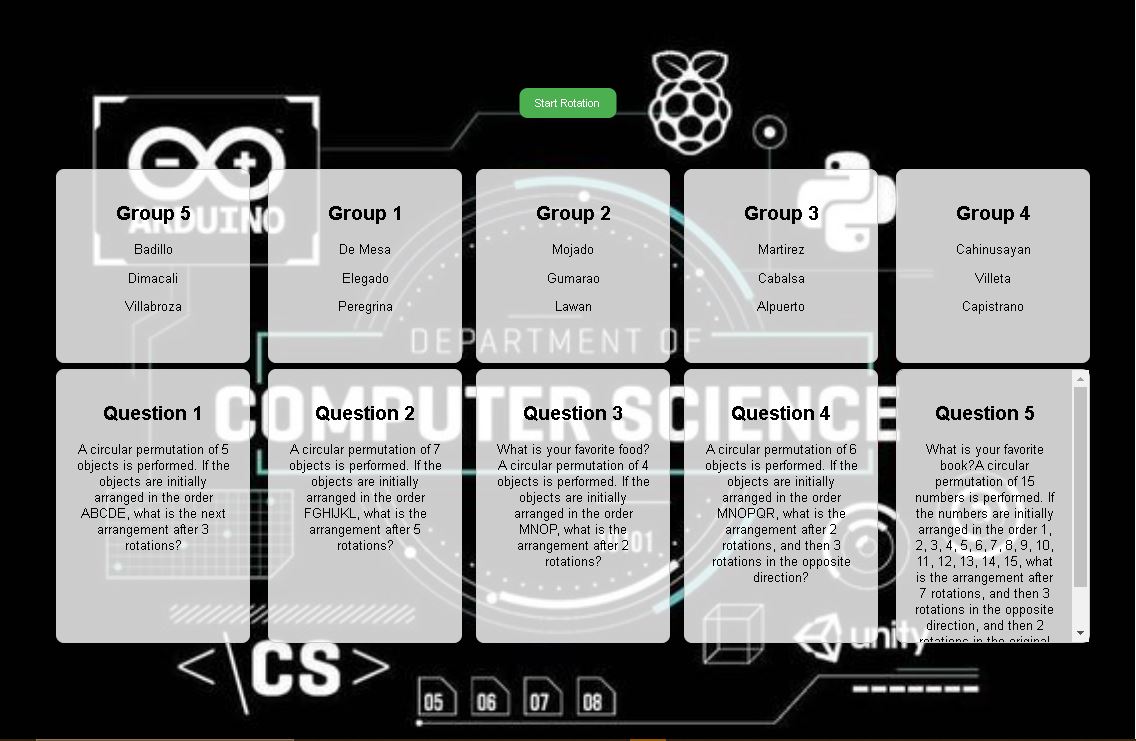 Start Rotation
ARDUINO
Group 5
Badillo
Dimacali
Villabroza
Group 1
De Mesa
Elegado
Peregrina
Group 2
Mojado
Gumarao
Lawan
Group 3
Martirez
Cabalsa
Alpuerto
Group 4
Cahinusayan
Villeta
Capistrano
DEPARTMENT OF
COMPUTER SCIENCE
Question 1
A circular permutation of 5
objects is performed. If the
objects are initially
arranged in the order
ABCDE, what is the next
arrangement after 3
rotations?
Question 2
A circular permutation of 7
objects is performed. If the
objects are initially
arranged in the order
FGHIJKL, what is the
arrangement after 5
rotations?
Question 3
What is your favorite food?
A circular permutation of 4
objects is performed. If the
objects are initially
arranged in the order
MNOP, what is the
arrangement after 2
rotations?
Question 4
A circular permutation of 6
objects is performed. If the
objects are initially
arranged in the order
MNOPQR, what is the
arrangement after 2
rotations, and then 3
rotations in the opposite
direction?
Question 5
What is your favorite
book?A circular
permutation of 15
numbers is performed. If
the numbers are initially
arranged in the order 1,
2, 3, 4, 5, 6, 7, 8, 9, 10,
11, 12, 13, 14, 15, what
is the arrangement after
7 rotations, and then 3
rotations in the opposite
direction, and then 2
rotations in the original
unity
<\CS>
05 06 07 08